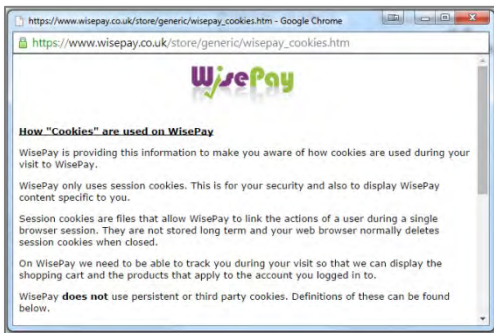 https://www.wisepay.co.uk/store/generic/wisepay_cookies.htm - Google Chrome
https://www.wisepay.co.uk/store/generic/wisepay_cookies.htm
WisePay
How "Cookies" are used on WisePay
WisePay is providing this information to make you aware of how cookies are used during your
visit to WisePay.
WisePay only uses session cookies. This is for your security and also to display WisePay
content specific to you.
Session cookies are files that allow WisePay to link the actions of a user during a single
browser session. They are not stored long term and your web browser normally deletes
session cookies when closed.
On WisePay we need to be able to track you during your visit so that we can display the
shopping cart and the products that apply to the account you logged in to.
WisePay does not use persistent or third party cookies. Definitions of these can be found
below.